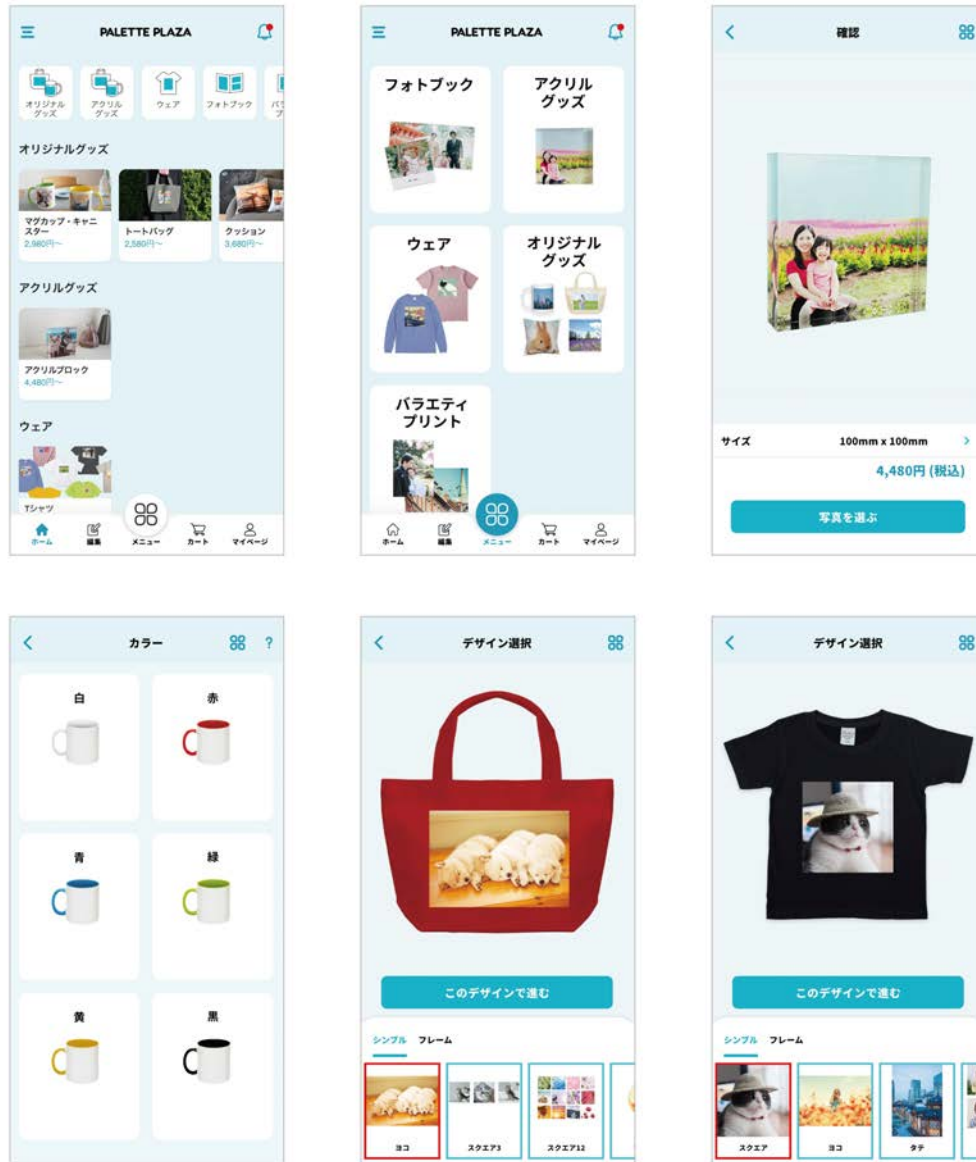 PALETTE PLAZA
オリジナル
グッズ
アクリル
グッズ
ウェア
フォトブック
オリジナルグッズ
マグカップ・キャニ
スター
2,980円〜
トートバッグ
2,580円〜
クッション
3,680円〜
アクリルグッズ
アクリルブロック
4,480円〜
ウェア
Tシャツ
ホーム
編集
メニュー
カート
マイページ
PALETTE PLAZA
フォトブック
アクリル
グッズ
ウェア
オリジナル
グッズ
バラエティ
プリント
ホーム
編集
メニュー
カート
マイページ
確認
サイズ
100mm x 100mm
4,480円 (税込)
写真を選ぶ
カラー
?
白
赤
青
緑
黄
黒
デザイン選択
このデザインで進む
シンプル
フレーム
ヨコ
スクエア3
スクエア12
デザイン選択
このデザインで進む
シンプル
フレーム
スクエア
ヨコ
タテ